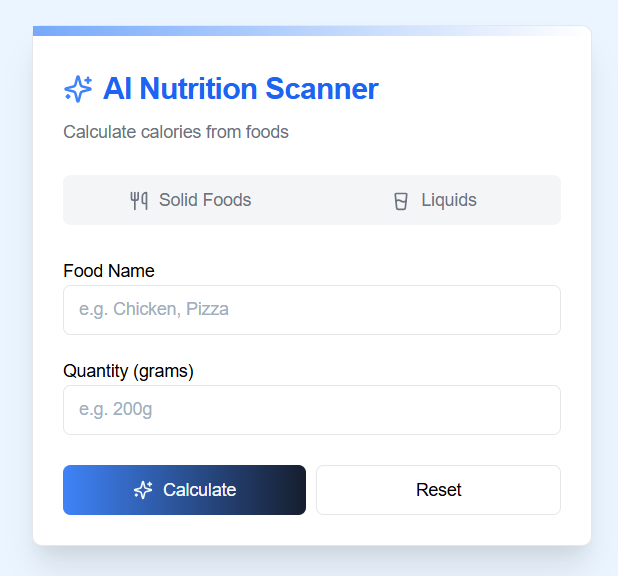 AI Nutrition Scanner
Calculate calories from foods
Solid Foods Liquids
Food Name
e.g. Chicken, Pizza
Quantity (grams)
e.g. 200g
Calculate Reset